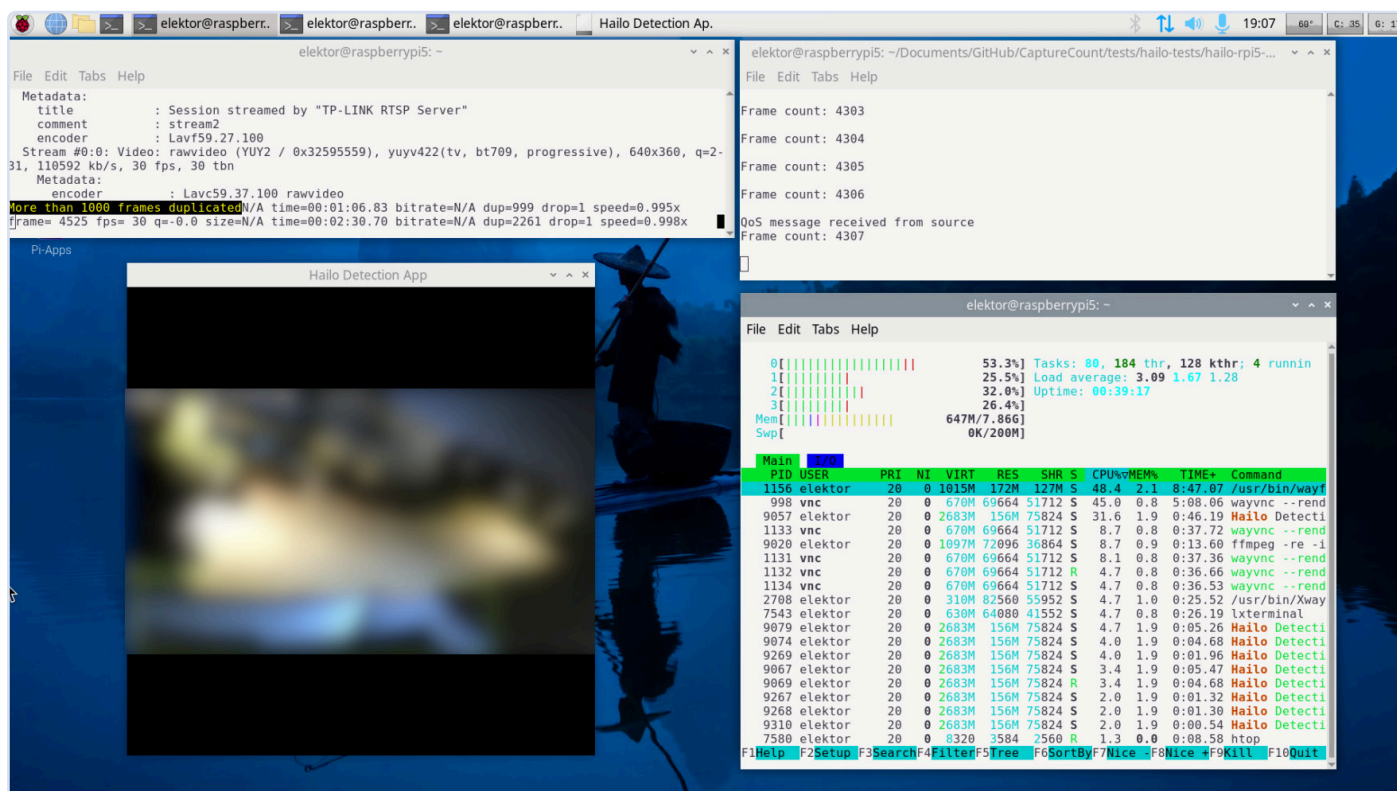 elektor@raspberr.. elektor@raspberr.. elektor@raspberr.. Hailo Detection Ap. 19:07 60° C: 35 G: 1
elektor@raspberrypi5: ~
File Edit Tabs Help
Metadata:
title : Session streamed by "TP-LINK RTSP Server"
comment : stream2
encoder : Lavf59.27.100
Stream #0:0: Video: rawvideo (YUY2 / 0x32595559), yuyv422(tv, bt709, progressive), 640x360, q=2-
31, 110592 kb/s, 30 fps, 30 tbn
Metadata:
encoder : Lavc59.37.100 rawvideo
More than 1000 frames duplicatedN/A time=00:01:06.83 bitrate=N/A dup=999 drop=1 speed=0.995x
frame= 4525 fps= 30 q=-0.0 size=N/A time=00:02:30.70 bitrate=N/A dup=2261 drop=1 speed=0.998x
elektor@raspberrypi5: ~/Documents/GitHub/CaptureCount/tests/hailo-tests/hailo-rpi5-...
File Edit Tabs Help
Frame count: 4303
Frame count: 4304
Frame count: 4305
Frame count: 4306
QoS message received from source
Frame count: 4307
Pi-Apps
Hailo Detection App
elektor@raspberrypi5: ~
File Edit Tabs Help
0[|||||||||||||||||| 53.3%] Tasks: 80, 184 thr, 128 kthr; 4 runnin
1[||||||||| 25.5%] Load average: 3.09 1.67 1.28
2[||||||||||| 32.0%] Uptime: 00:39:17
3[||||||||| 26.4%]
Mem[||||||||||||||| 647M/7.86G]
Swp[ 0K/200M]
Main I/O
PID USER PRI NI VIRT RES SHR S CPU%▽MEM% TIME+ Command
1156 elektor 20 0 1015M 172M 127M S 48.4 2.1 8:47.07 /usr/bin/wayf
998 vnc 20 0 670M 69664 51712 S 45.0 0.8 5:08.06 wayvnc --rend
9057 elektor 20 0 2683M 156M 75824 S 31.6 1.9 0:46.19 Hailo Detecti
1133 vnc 20 0 670M 69664 51712 S 8.7 0.8 0:37.72 wayvnc --rend
9020 elektor 20 0 1097M 72096 36864 S 8.7 0.9 0:13.60 ffmpeg -re -i
1131 vnc 20 0 670M 69664 51712 S 8.1 0.8 0:37.36 wayvnc --rend
1132 vnc 20 0 670M 69664 51712 R 4.7 0.8 0:36.66 wayvnc --rend
1134 vnc 20 0 670M 69664 51712 S 4.7 0.8 0:36.53 wayvnc --rend
2708 elektor 20 0 310M 82560 55952 S 4.7 1.0 0:25.52 /usr/bin/Xway
7543 elektor 20 0 630M 64080 41552 S 4.7 0.8 0:26.19 lxterminal
9079 elektor 20 0 2683M 156M 75824 S 4.7 1.9 0:05.26 Hailo Detecti
9074 elektor 20 0 2683M 156M 75824 S 4.0 1.9 0:04.68 Hailo Detecti
9269 elektor 20 0 2683M 156M 75824 S 4.0 1.9 0:01.96 Hailo Detecti
9067 elektor 20 0 2683M 156M 75824 S 3.4 1.9 0:05.47 Hailo Detecti
9069 elektor 20 0 2683M 156M 75824 R 3.4 1.9 0:04.68 Hailo Detecti
9267 elektor 20 0 2683M 156M 75824 S 2.0 1.9 0:01.32 Hailo Detecti
9268 elektor 20 0 2683M 156M 75824 S 2.0 1.9 0:01.30 Hailo Detecti
9310 elektor 20 0 2683M 156M 75824 S 2.0 1.9 0:00.54 Hailo Detecti
7580 elektor 20 0 8320 3584 2560 R 1.3 0.0 0:08.58 htop
F1Help F2Setup F3SearchF4FilterF5Tree F6SortByF7Nice -F8Nice +F9Kill F10Quit